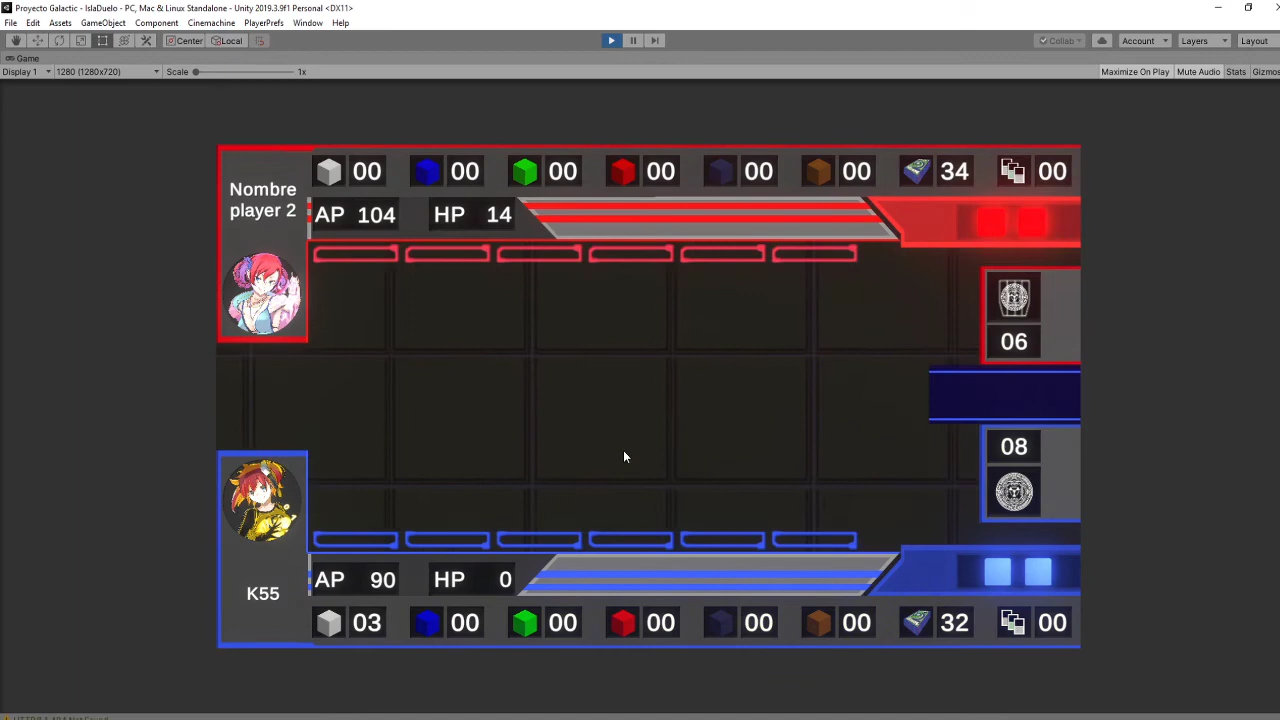 Proyecto Galactic - IslaDuelo - PC, Mac & Linux Standalone - Unity 2019.3.9f1 Personal <DX11>
File Edit Assets GameObject Component Cinemachine PlayerPrefs Window Help
Center Local Collab Account Layers Layout
Game
Display 1 1280 (1280x720) Scale 1x Maximize On Play Mute Audio Stats Gizmos
00 00 00 00 00 00 34 00
Nombre
player 2
AP 104 HP 14
06
08
AP 90 HP 0
K55
03 00 00 00 00 00 32 00